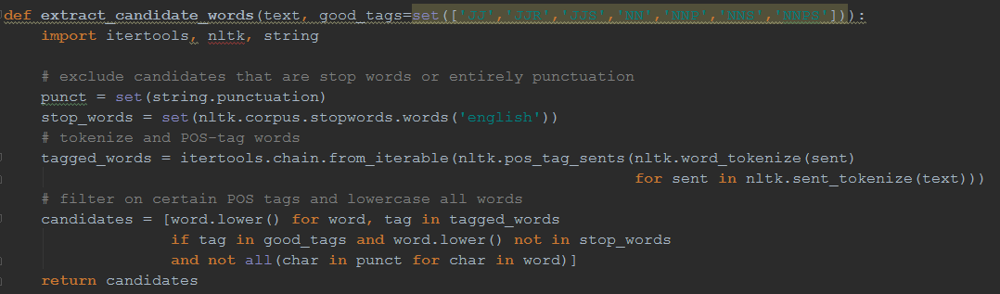 def extract_candidate_words(text, good_tags=set(['JJ','JJR','JJS','NN','NNP','NNS','NNPS'])):
    import itertools, nltk, string

    # exclude candidates that are stop words or entirely punctuation
    punct = set(string.punctuation)
    stop_words = set(nltk.corpus.stopwords.words('english'))
    # tokenize and POS-tag words
    tagged_words = itertools.chain.from_iterable(nltk.pos_tag_sents(nltk.word_tokenize(sent)
                                                                    for sent in nltk.sent_tokenize(text)))
    # filter on certain POS tags and lowercase all words
    candidates = [word.lower() for word, tag in tagged_words
                  if tag in good_tags and word.lower() not in stop_words
                  and not all(char in punct for char in word)]
    return candidates